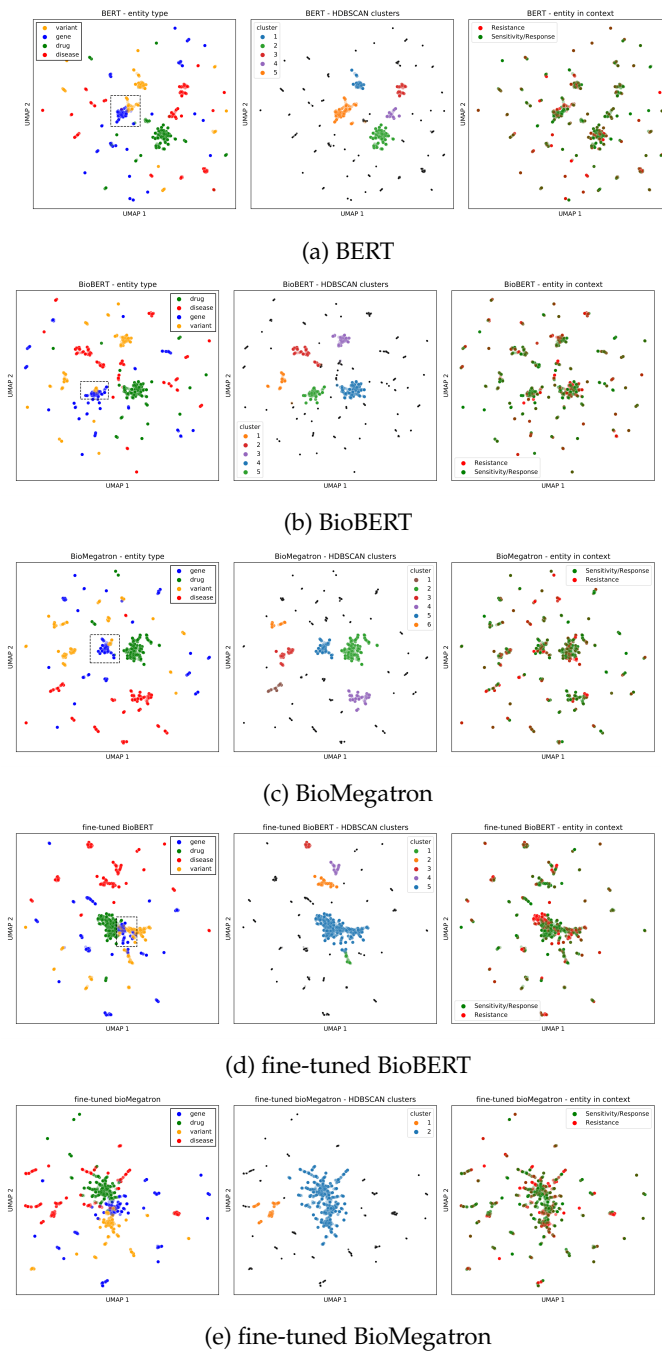 BERT - entity type
variant
gene
drug
disease
UMAP 2
UMAP 1
BERT - HDBSCAN clusters
cluster
1
2
3
4
5
UMAP 2
UMAP 1
BERT - entity in context
Resistance
Sensitivity/Response
UMAP 2
UMAP 1
(a) BERT
BioBERT - entity type
drug
disease
gene
variant
UMAP 2
UMAP 1
BioBERT - HDBSCAN clusters
cluster
1
2
3
4
5
UMAP 2
UMAP 1
BioBERT - entity in context
Resistance
Sensitivity/Response
UMAP 2
UMAP 1
(b) BioBERT
BioMegatron - entity type
gene
drug
variant
disease
UMAP 2
UMAP 1
BioMegatron - HDBSCAN clusters
cluster
1
2
3
4
5
6
UMAP 2
UMAP 1
BioMegatron - entity in context
Sensitivity/Response
Resistance
UMAP 2
UMAP 1
(c) BioMegatron
fine-tuned BioBERT
gene
drug
disease
variant
UMAP 2
UMAP 1
fine-tuned BioBERT - HDBSCAN clusters
cluster
1
2
3
4
5
UMAP 2
UMAP 1
fine-tuned BioBERT - entity in context
Sensitivity/Response
Resistance
UMAP 2
UMAP 1
(d) fine-tuned BioBERT
fine-tuned bioMegatron
gene
drug
variant
disease
UMAP 2
UMAP 1
fine-tuned bioMegatron - HDBSCAN clusters
cluster
1
2
UMAP 2
UMAP 1
fine-tuned bioMegatron - entity in context
Sensitivity/Response
Resistance
UMAP 2
UMAP 1
(e) fine-tuned BioMegatron